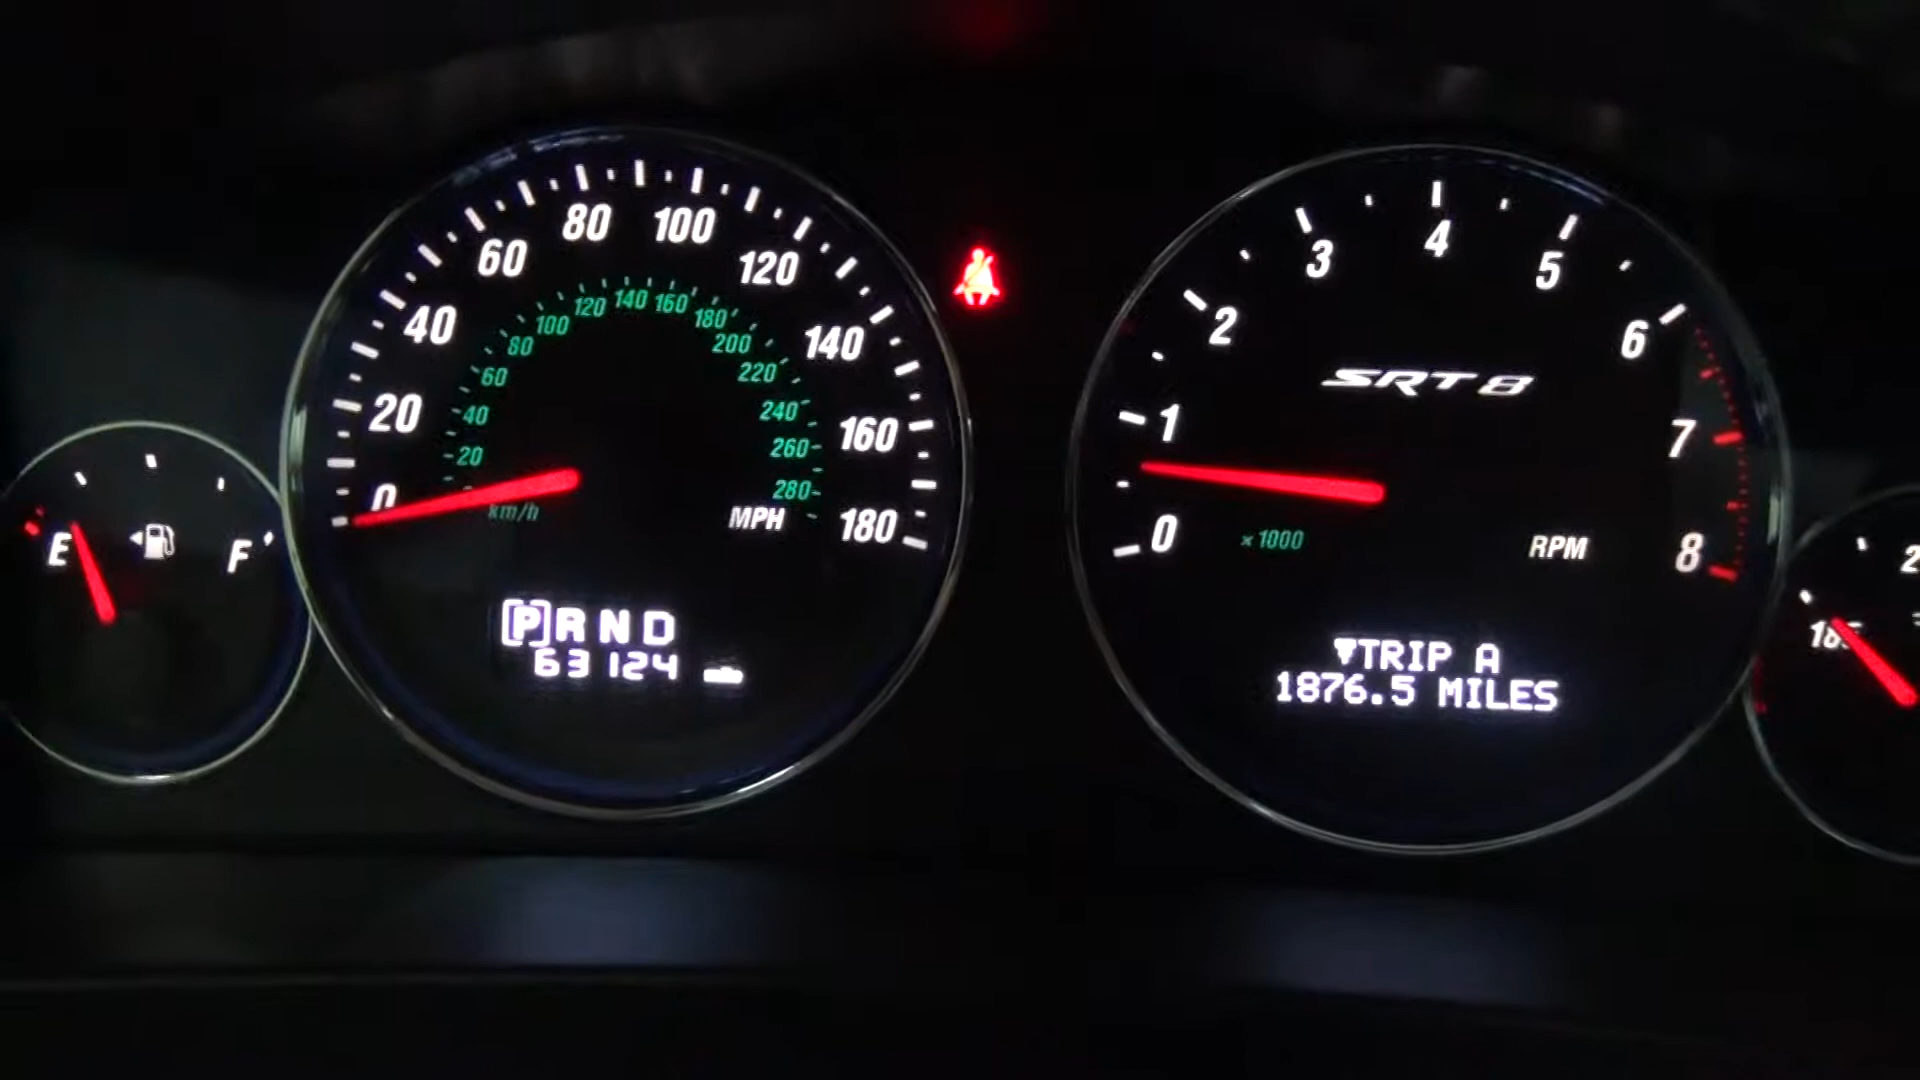 E F
0 20 40 60 80 100 120 140 160 180
20 40 60 80 100 120 140 160 180 200 220 240 260 280
km/h
MPH
P R N D
63124
0 1 2 3 4 5 6 7 8
SRT8
x 1000
RPM
TRIP A
1876.5 MILES